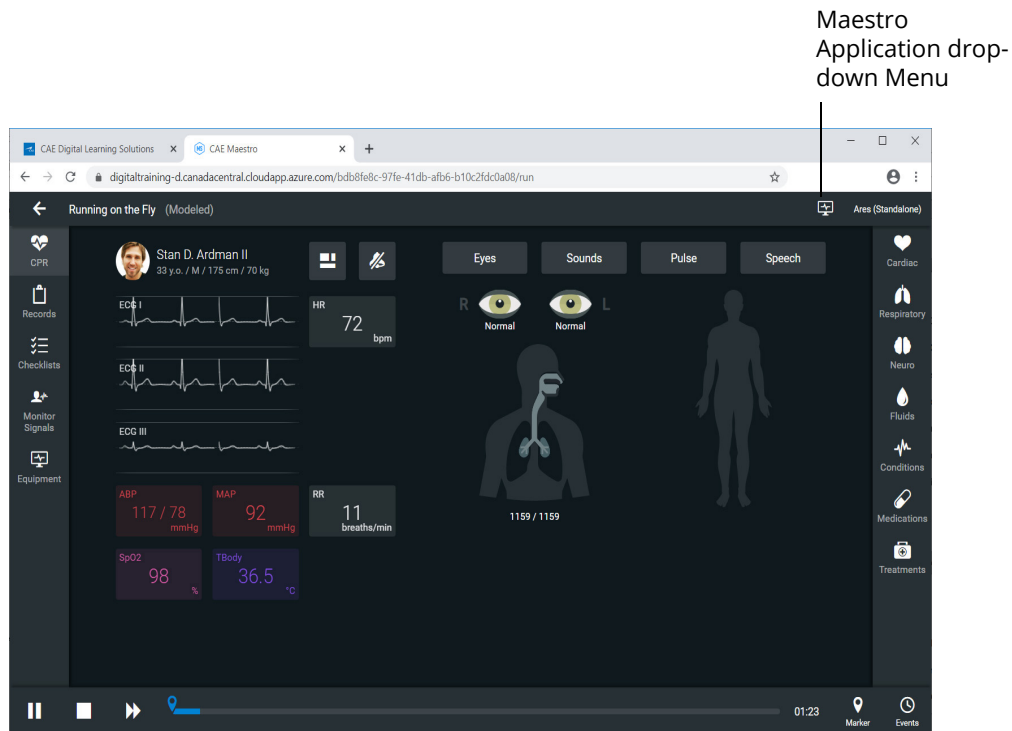 Maestro
Application drop-
down Menu
CAE Digital Learning Solutions
CAE Maestro
digitaltraining-d.canadacentral.cloudapp.azure.com/bdb8fe8c-97fe-41db-afb6-b10c2fdc0a08/run
Running on the Fly (Modeled)
Ares (Standalone)
CPR
Records
Checklists
Monitor
Signals
Equipment
Stan D. Ardman II
33 y.o. / M / 175 cm / 70 kg
ECG I
HR
72
bpm
ECG II
ECG III
ABP
117 / 78
mmHg
MAP
92
mmHg
RR
11
breaths/min
SpO2
98
%
TBody
36.5
°C
Eyes
Sounds
Pulse
Speech
R
L
Normal
Normal
1159 / 1159
Cardiac
Respiratory
Neuro
Fluids
Conditions
Medications
Treatments
01:23
Marker
Events